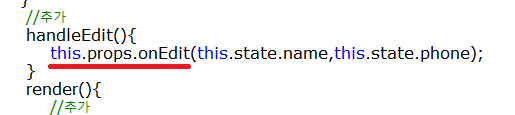 }
//추가
handleEdit(){
this.props.onEdit(this.state.name,this.state.phone);
}
render(){
//추가